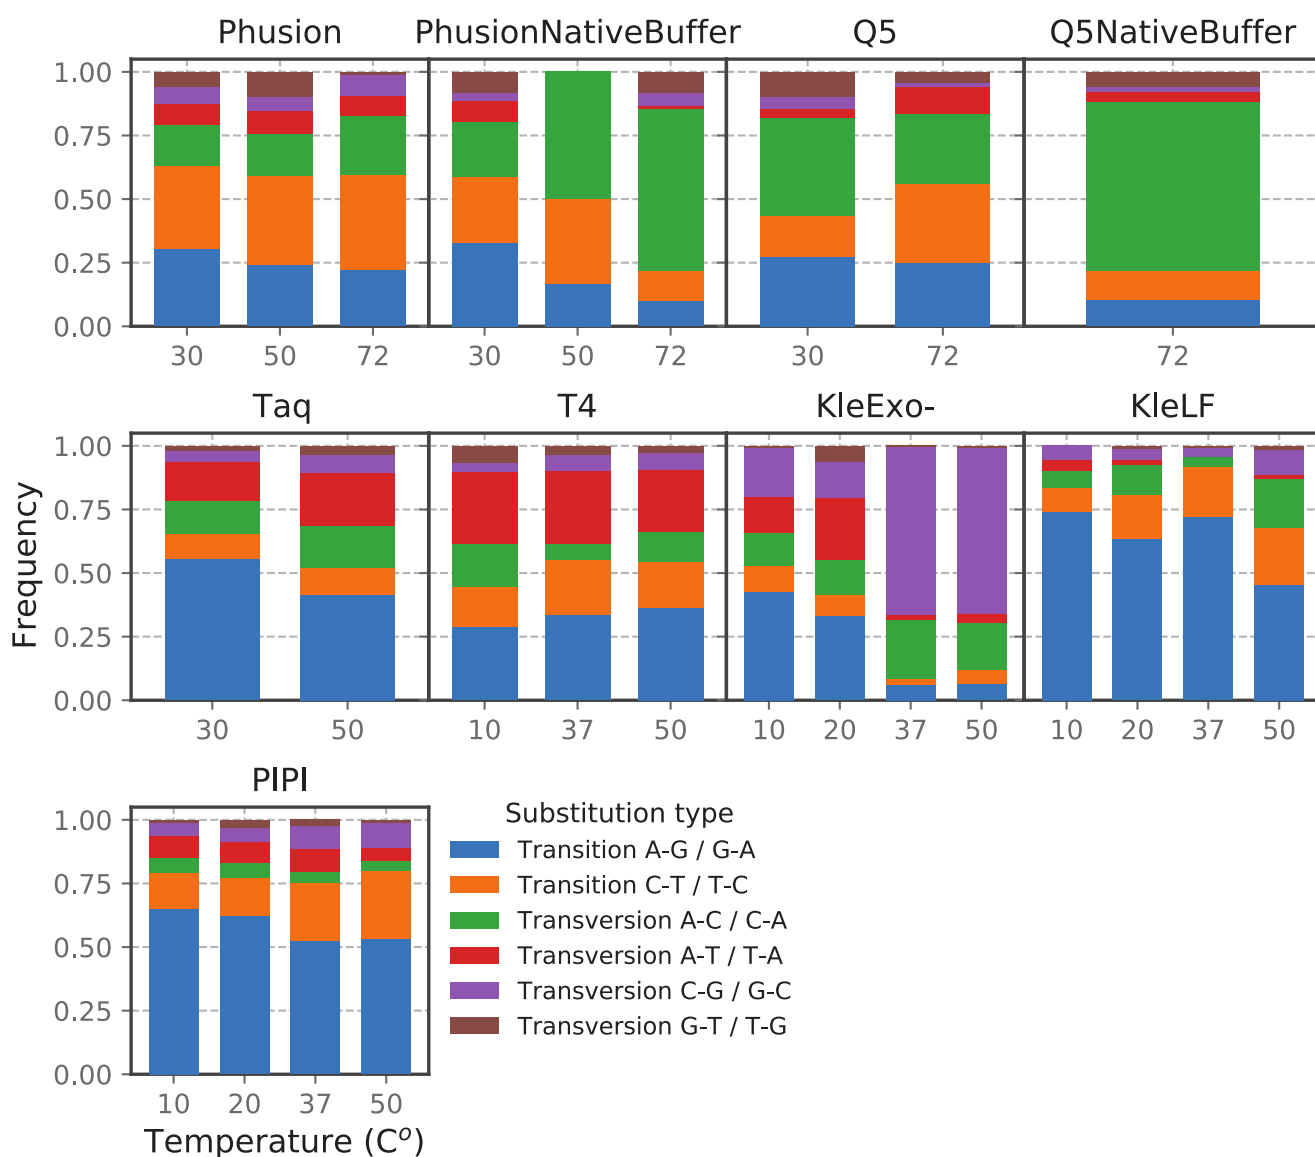 Phusion PhusionNativeBuffer Q5 Q5NativeBuffer
1.00
0.75
0.50
0.25
0.00
30 50 72 30 50 72 30 72 72
Taq T4 KleExo- KleLF
1.00
0.75
0.50
0.25
0.00
30 50 10 37 50 10 20 37 50 10 20 37 50
Frequency
PIPI
1.00
0.75
0.50
0.25
0.00
10 20 37 50
Temperature (C°)
Substitution type
Transition A-G / G-A
Transition C-T / T-C
Transversion A-C / C-A
Transversion A-T / T-A
Transversion C-G / G-C
Transversion G-T / T-G